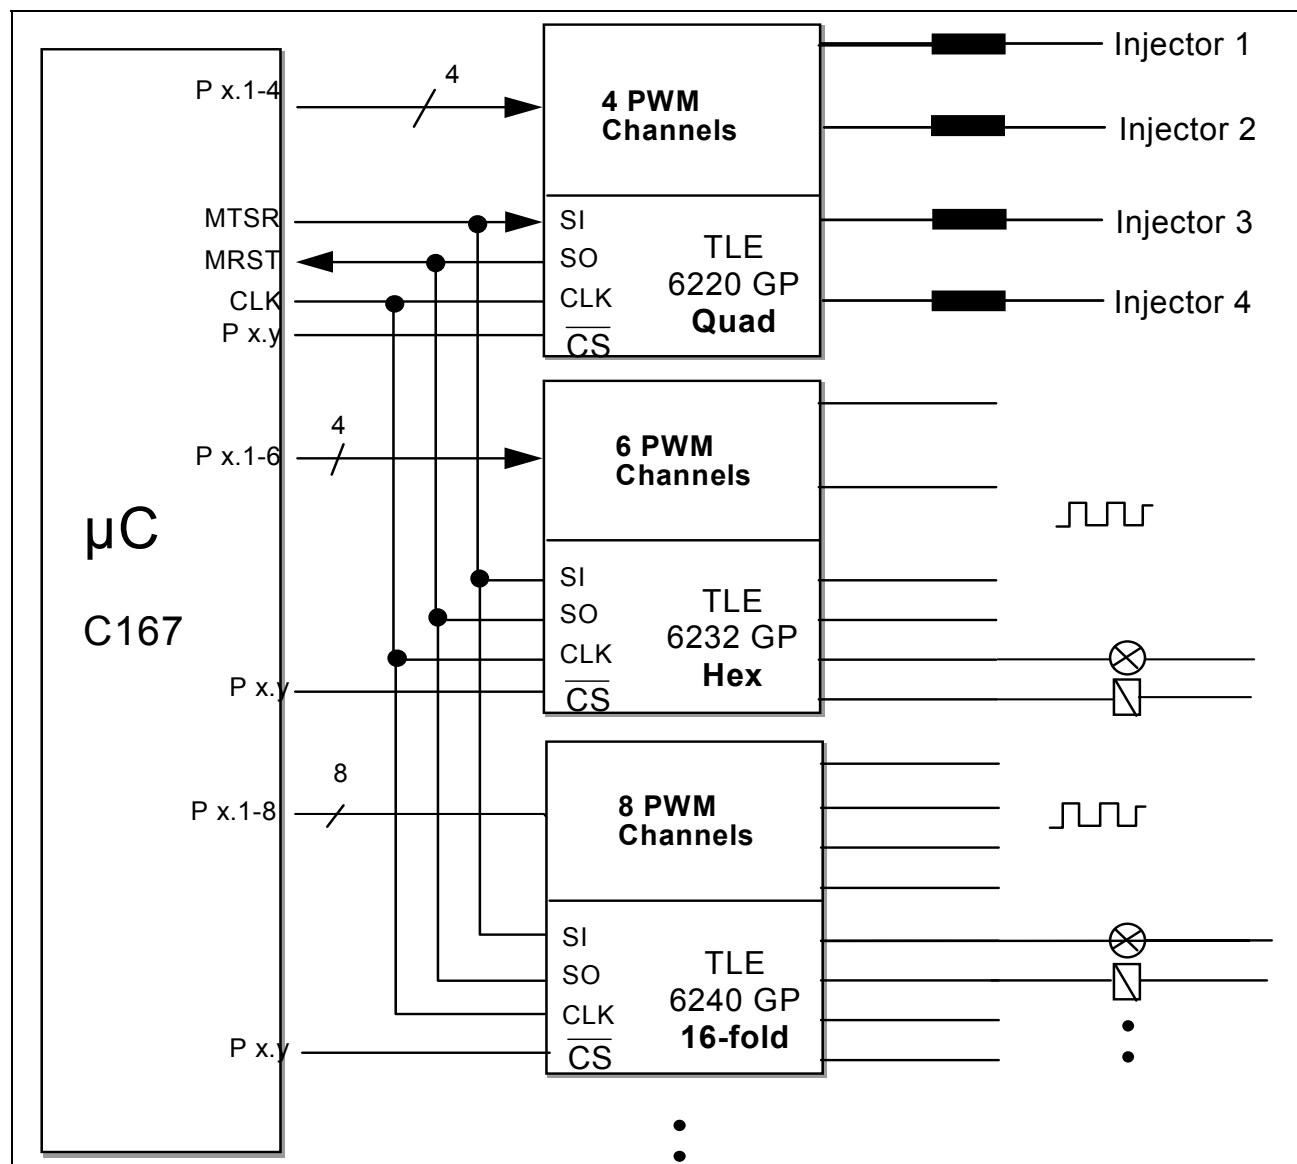 P x.1-4
4
4 PWM
Channels
Injector 1
Injector 2
MTSR
MRST
CLK
P x.y
SI
SO
CLK
CS
TLE
6220 GP
Quad
Injector 3
Injector 4
P x.1-6
4
6 PWM
Channels
µC
C167
SI
SO
CLK
CS
TLE
6232 GP
Hex
P x.y
P x.1-8
8
8 PWM
Channels
SI
SO
CLK
CS
TLE
6240 GP
16-fold
P x.y